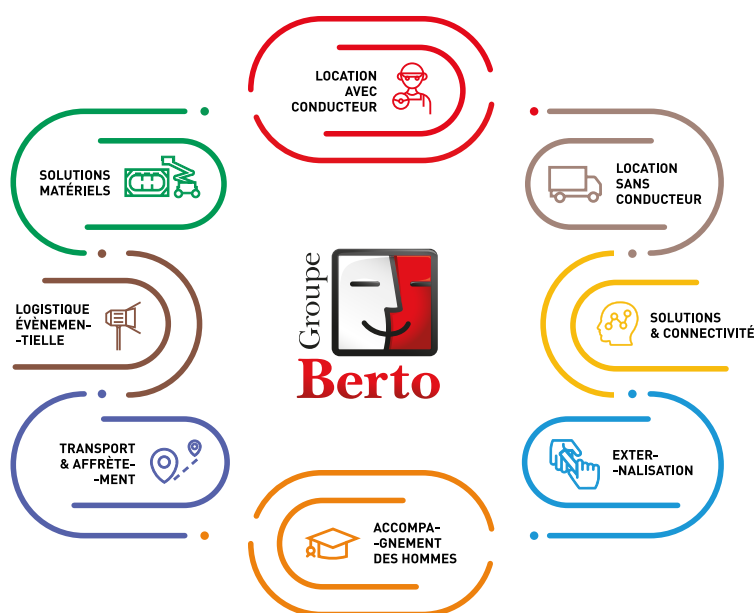 LOCATION
AVEC
CONDUCTEUR
SOLUTIONS
MATÉRIELS
LOCATION
SANS
CONDUCTEUR
LOGISTIQUE
ÉVÈNEMEN-
-TIELLE
Groupe
Berto
SOLUTIONS
& CONNECTIVITÉ
TRANSPORT
& AFFRÈTE-
-MENT
EXTER-
-NALISATION
ACCOMPA-
-GNEMENT
DES HOMMES